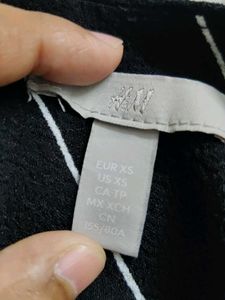 H&M
EUR XS
US XS
CA-TP
MX XCH
CN
155/80A